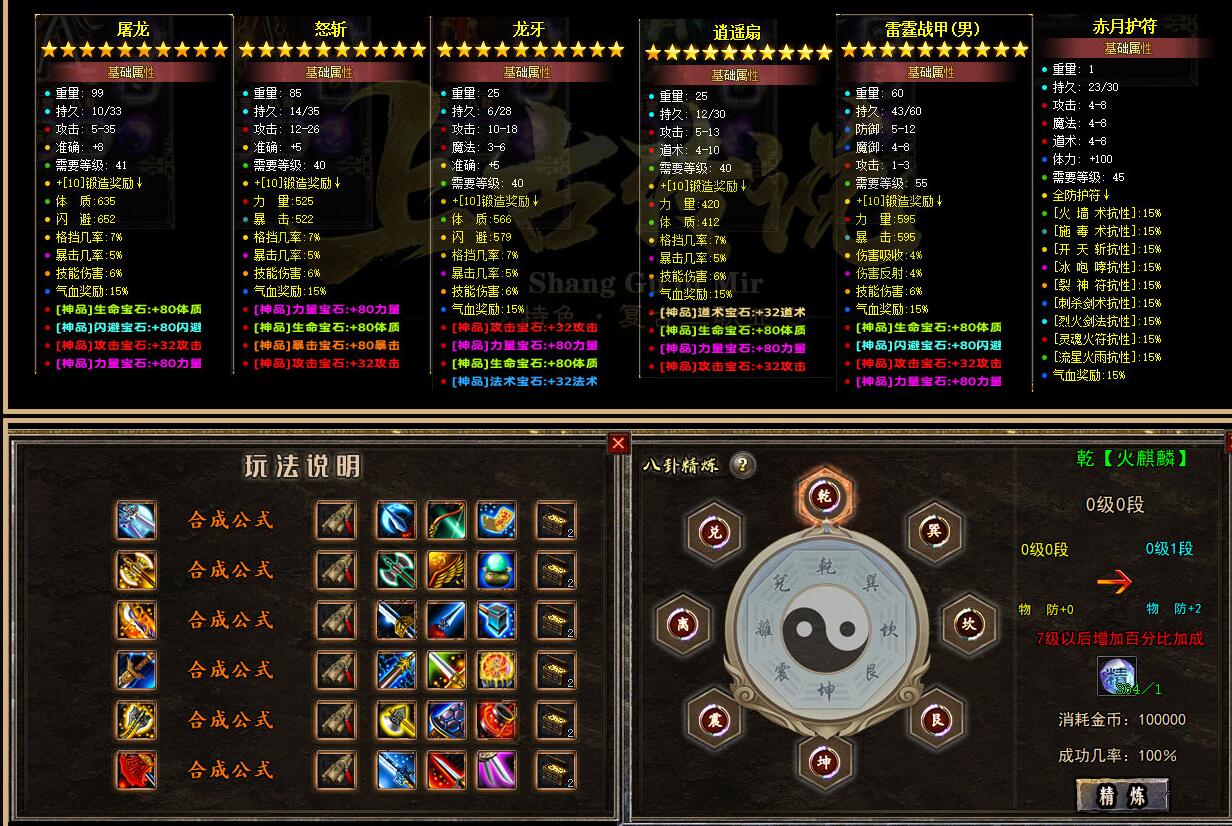 屠龙
基础属性
重量: 99
持久: 10/33
攻击: 5-35
准确: +8
需要等级: 41
+[10]锻造奖励↓
体 质:635
闪 避:652
格挡几率:7%
暴击几率:5%
技能伤害:6%
气血奖励:15%
[神品]生命宝石:+80体质
[神品]闪避宝石:+80闪避
[神品]攻击宝石:+32攻击
[神品]力量宝石:+80力量
怒斩
基础属性
重量: 85
持久: 14/35
攻击: 12-26
准确: +5
需要等级: 40
+[10]锻造奖励↓
力 量:525
暴 击:522
格挡几率:7%
暴击几率:5%
技能伤害:6%
气血奖励:15%
[神品]力量宝石:+80力量
[神品]生命宝石:+80体质
[神品]暴击宝石:+80暴击
[神品]攻击宝石:+32攻击
龙牙
基础属性
重量: 25
持久: 6/28
攻击: 10-18
魔法: 3-6
准确: +5
需要等级: 40
+[10]锻造奖励↓
体 质:566
闪 避:579
格挡几率:7%
暴击几率:5%
技能伤害:6%
气血奖励:15%
[神品]攻击宝石:+32攻击
[神品]力量宝石:+80力量
[神品]生命宝石:+80体质
[神品]法术宝石:+32法术
逍遥扇
基础属性
重量: 25
持久: 12/30
攻击: 5-13
道术: 4-10
需要等级: 40
+[10]锻造奖励↓
力 量:420
体 质:412
格挡几率:7%
暴击几率:5%
技能伤害:6%
气血奖励:15%
[神品]道术宝石:+32道术
[神品]生命宝石:+80体质
[神品]力量宝石:+80力量
[神品]攻击宝石:+32攻击
雷霆战甲(男)
基础属性
重量: 60
持久: 43/60
防御: 5-12
魔御: 4-8
攻击: 1-3
需要等级: 55
+[10]锻造奖励↓
力 量:595
暴 击:595
伤害吸收:4%
伤害反射:4%
技能伤害:6%
气血奖励:15%
[神品]生命宝石:+80体质
[神品]闪避宝石:+80闪避
[神品]攻击宝石:+32攻击
[神品]力量宝石:+80力量
赤月护符
基础属性
重量: 1
持久: 23/30
攻击: 4-8
魔法: 4-8
道术: 4-8
体力: +100
需要等级: 45
全防护符↓
[火 墙 术抗性]:15%
[施 毒 术抗性]:15%
[开 天 斩抗性]:15%
[冰 咆 哮抗性]:15%
[裂 神 符抗性]:15%
[刺杀剑术抗性]:15%
[烈火剑法抗性]:15%
[灵魂火符抗性]:15%
[流星火雨抗性]:15%
气血奖励:15%
玩法说明
合成公式
2
合成公式
2
合成公式
2
合成公式
2
合成公式
2
合成公式
2
八卦精炼 ?
乾
兑
巽
离
坎
震
艮
坤
乾
兑
巽
離
坎
震
艮
坤
乾【火麒麟】
0级0段
0级0段
0级1段
物 防+0
物 防+2
7级以后增加百分比加成
精
864/1
消耗金币: 100000
成功几率: 100%
精 炼